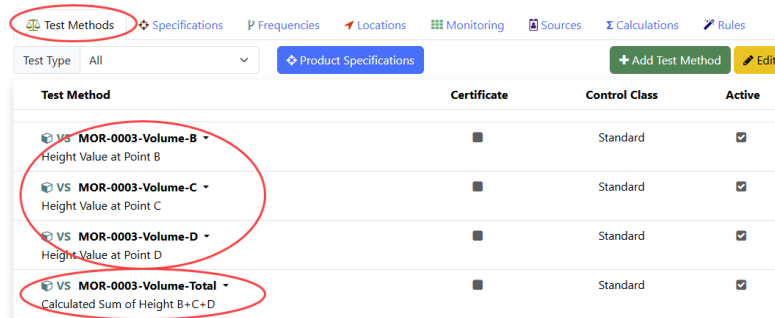 Test Methods Specifications Frequencies Locations Monitoring Sources Σ Calculations Rules
Test Type All Product Specifications + Add Test Method Edit
Test Method Certificate Control Class Active
VS MOR-0003-Volume-B Standard
Height Value at Point B
VS MOR-0003-Volume-C Standard
Height Value at Point C
VS MOR-0003-Volume-D Standard
Height Value at Point D
VS MOR-0003-Volume-Total Standard
Calculated Sum of Height B+C+D